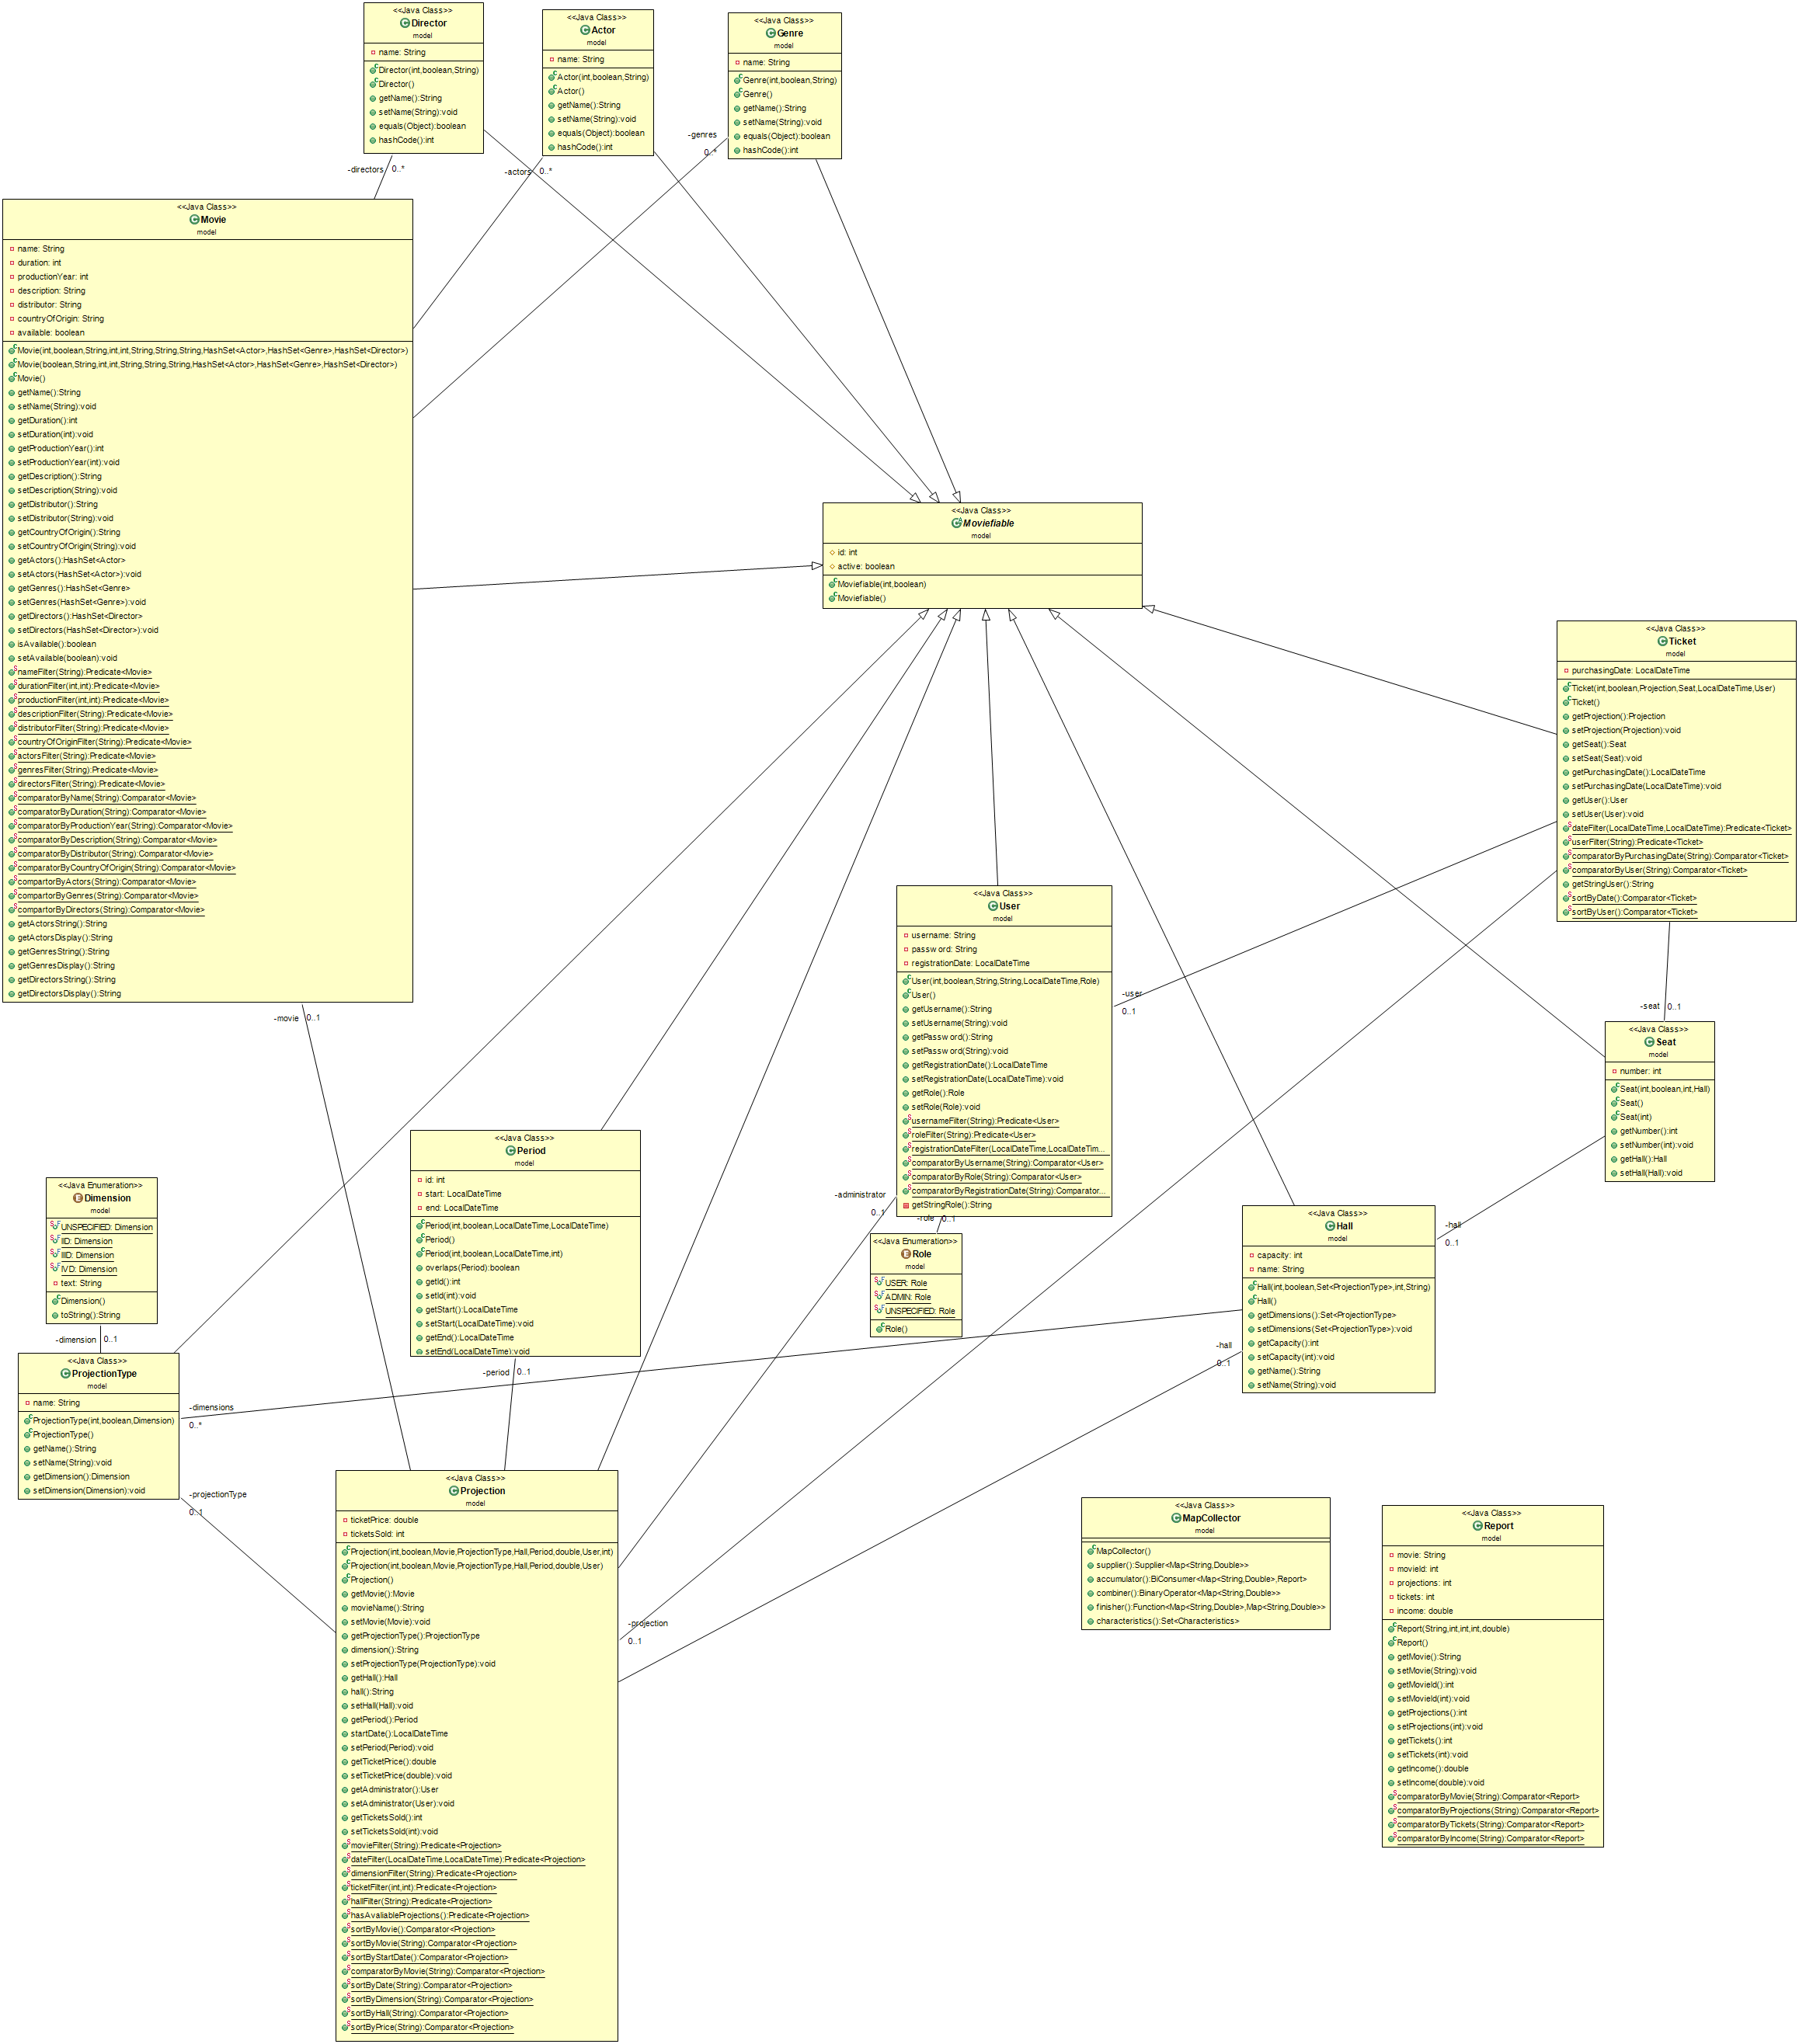 <<Java Class>>
Director
model
name: String
Director(int,boolean,String)
Director()
getName():String
setName(String):void
equals(Object):boolean
hashCode():int
<<Java Class>>
Actor
model
name: String
Actor(int,boolean,String)
Actor()
getName():String
setName(String):void
equals(Object):boolean
hashCode():int
<<Java Class>>
Genre
model
name: String
Genre(int,boolean,String)
Genre()
getName():String
setName(String):void
equals(Object):boolean
hashCode():int
-directors
0..*
-actors
0..*
-genres
0..*
<<Java Class>>
Movie
model
name: String
duration: int
productionYear: int
description: String
distributor: String
countryOfOrigin: String
available: boolean
Movie(int,boolean,String,int,int,String,String,String,HashSet<Actor>,HashSet<Genre>,HashSet<Director>)
Movie(boolean,String,int,int,String,String,String,HashSet<Actor>,HashSet<Genre>,HashSet<Director>)
Movie()
getName():String
setName(String):void
getDuration():int
setDuration(int):void
getProductionYear():int
setProductionYear(int):void
getDescription():String
setDescription(String):void
getDistributor():String
setDistributor(String):void
getCountryOfOrigin():String
setCountryOfOrigin(String):void
getActors():HashSet<Actor>
setActors(HashSet<Actor>):void
getGenres():HashSet<Genre>
setGenres(HashSet<Genre>):void
getDirectors():HashSet<Director>
setDirectors(HashSet<Director>):void
isAvailable():boolean
setAvailable(boolean):void
nameFilter(String):Predicate<Movie>
durationFilter(int,int):Predicate<Movie>
productionFilter(int,int):Predicate<Movie>
descriptionFilter(String):Predicate<Movie>
distributorFilter(String):Predicate<Movie>
countryOfOriginFilter(String):Predicate<Movie>
actorsFilter(String):Predicate<Movie>
genresFilter(String):Predicate<Movie>
directorsFilter(String):Predicate<Movie>
comparatorByName(String):Comparator<Movie>
comparatorByDuration(String):Comparator<Movie>
comparatorByProductionYear(String):Comparator<Movie>
comparatorByDescription(String):Comparator<Movie>
comparatorByDistributor(String):Comparator<Movie>
comparatorByCountryOfOrigin(String):Comparator<Movie>
compartorByActors(String):Comparator<Movie>
compartorByGenres(String):Comparator<Movie>
compartorByDirectors(String):Comparator<Movie>
getActorsString():String
getActorsDisplay():String
getGenresString():String
getGenresDisplay():String
getDirectorsString():String
getDirectorsDisplay():String
<<Java Class>>
Moviefiable
model
id: int
active: boolean
Moviefiable(int,boolean)
Moviefiable()
<<Java Class>>
Ticket
model
purchasingDate: LocalDateTime
Ticket(int,boolean,Projection,Seat,LocalDateTime,User)
Ticket()
getProjection():Projection
setProjection(Projection):void
getSeat():Seat
setSeat(Seat):void
getPurchasingDate():LocalDateTime
setPurchasingDate(LocalDateTime):void
getUser():User
setUser(User):void
dateFilter(LocalDateTime,LocalDateTime):Predicate<Ticket>
userFilter(String):Predicate<Ticket>
comparatorByPurchasingDate(String):Comparator<Ticket>
comparatorByUser(String):Comparator<Ticket>
getStringUser():String
sortByDate():Comparator<Ticket>
sortByUser():Comparator<Ticket>
<<Java Class>>
User
model
username: String
passw ord: String
registrationDate: LocalDateTime
User(int,boolean,String,String,LocalDateTime,Role)
User()
getUsername():String
setUsername(String):void
getPassw ord():String
setPassw ord(String):void
getRegistrationDate():LocalDateTime
setRegistrationDate(LocalDateTime):void
getRole():Role
setRole(Role):void
usernameFilter(String):Predicate<User>
roleFilter(String):Predicate<User>
registrationDateFilter(LocalDateTime,LocalDateTim...
comparatorByUsername(String):Comparator<User>
comparatorByRole(String):Comparator<User>
comparatorByRegistrationDate(String):Comparator...
getStringRole():String
-user
0..1
-seat
0..1
-movie
0..1
<<Java Class>>
Seat
model
number: int
Seat(int,boolean,int,Hall)
Seat()
Seat(int)
getNumber():int
setNumber(int):void
getHall():Hall
setHall(Hall):void
<<Java Class>>
Period
model
id: int
start: LocalDateTime
end: LocalDateTime
Period(int,boolean,LocalDateTime,LocalDateTime)
Period()
Period(int,boolean,LocalDateTime,int)
overlaps(Period):boolean
getId():int
setId(int):void
getStart():LocalDateTime
setStart(LocalDateTime):void
getEnd():LocalDateTime
setEnd(LocalDateTime):void
<<Java Enumeration>>
Dimension
model
UNSPECIFIED: Dimension
IID: Dimension
IIID: Dimension
IVD: Dimension
text: String
Dimension()
toString():String
-administrator
0..1
-role
0..1
<<Java Enumeration>>
Role
model
USER: Role
ADMIN: Role
UNSPECIFIED: Role
Role()
<<Java Class>>
Hall
model
capacity: int
name: String
Hall(int,boolean,Set<ProjectionType>,int,String)
Hall()
getDimensions():Set<ProjectionType>
setDimensions(Set<ProjectionType>):void
getCapacity():int
setCapacity(int):void
getName():String
setName(String):void
-hall
0..1
-hall
0..1
-dimension
0..1
<<Java Class>>
ProjectionType
model
name: String
ProjectionType(int,boolean,Dimension)
ProjectionType()
getName():String
setName(String):void
getDimension():Dimension
setDimension(Dimension):void
-period
0..1
-dimensions
0..*
-projectionType
0..1
<<Java Class>>
Projection
model
ticketPrice: double
ticketsSold: int
Projection(int,boolean,Movie,ProjectionType,Hall,Period,double,User,int)
Projection(int,boolean,Movie,ProjectionType,Hall,Period,double,User)
Projection()
getMovie():Movie
movieName():String
setMovie(Movie):void
getProjectionType():ProjectionType
dimension():String
setProjectionType(ProjectionType):void
getHall():Hall
hall():String
setHall(Hall):void
getPeriod():Period
startDate():LocalDateTime
setPeriod(Period):void
getTicketPrice():double
setTicketPrice(double):void
getAdministrator():User
setAdministrator(User):void
getTicketsSold():int
setTicketsSold(int):void
movieFilter(String):Predicate<Projection>
dateFilter(LocalDateTime,LocalDateTime):Predicate<Projection>
dimensionFilter(String):Predicate<Projection>
ticketFilter(int,int):Predicate<Projection>
hallFilter(String):Predicate<Projection>
hasAvaliableProjections():Predicate<Projection>
sortByMovie():Comparator<Projection>
sortByMovie(String):Comparator<Projection>
sortByStartDate():Comparator<Projection>
comparatorByMovie(String):Comparator<Projection>
sortByDate(String):Comparator<Projection>
sortByDimension(String):Comparator<Projection>
sortByHall(String):Comparator<Projection>
sortByPrice(String):Comparator<Projection>
-projection
0..1
<<Java Class>>
MapCollector
model
MapCollector()
supplier():Supplier<Map<String,Double>>
accumulator():BiConsumer<Map<String,Double>,Report>
combiner():BinaryOperator<Map<String,Double>>
finisher():Function<Map<String,Double>,Map<String,Double>>
characteristics():Set<Characteristics>
<<Java Class>>
Report
model
movie: String
movieId: int
projections: int
tickets: int
income: double
Report(String,int,int,int,double)
Report()
getMovie():String
setMovie(String):void
getMovieId():int
setMovieId(int):void
getProjections():int
setProjections(int):void
getTickets():int
setTickets(int):void
getIncome():double
setIncome(double):void
comparatorByMovie(String):Comparator<Report>
comparatorByProjections(String):Comparator<Report>
comparatorByTickets(String):Comparator<Report>
comparatorByIncome(String):Comparator<Report>